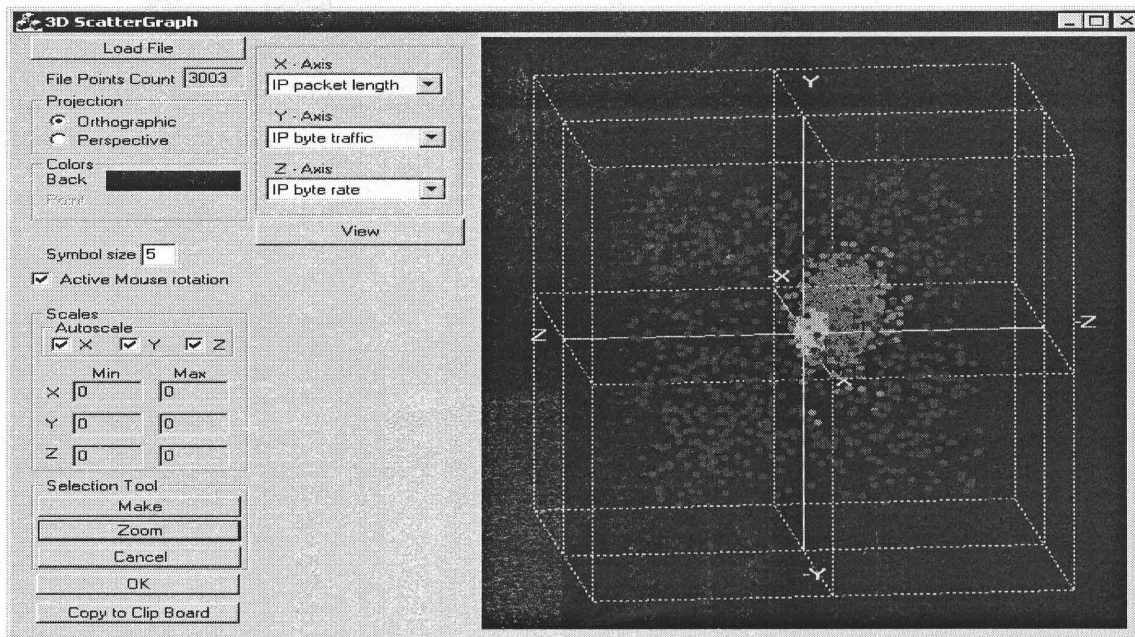 3D ScatterGraph
Load File
File Points Count 3003
Projection
Orthographic
Perspective
Colors
Back
Point
Symbol size 5
Active Mouse rotation
Scales
Autoscale
X Y Z
Min Max
X 0 0
Y 0 0
Z 0 0
Selection Tool
Make
Zoom
Cancel
OK
Copy to Clip Board
X - Axis
IP packet length
Y - Axis
IP byte traffic
Z - Axis
IP byte rate
View
Y
-X
Z
-Z
X
-Y